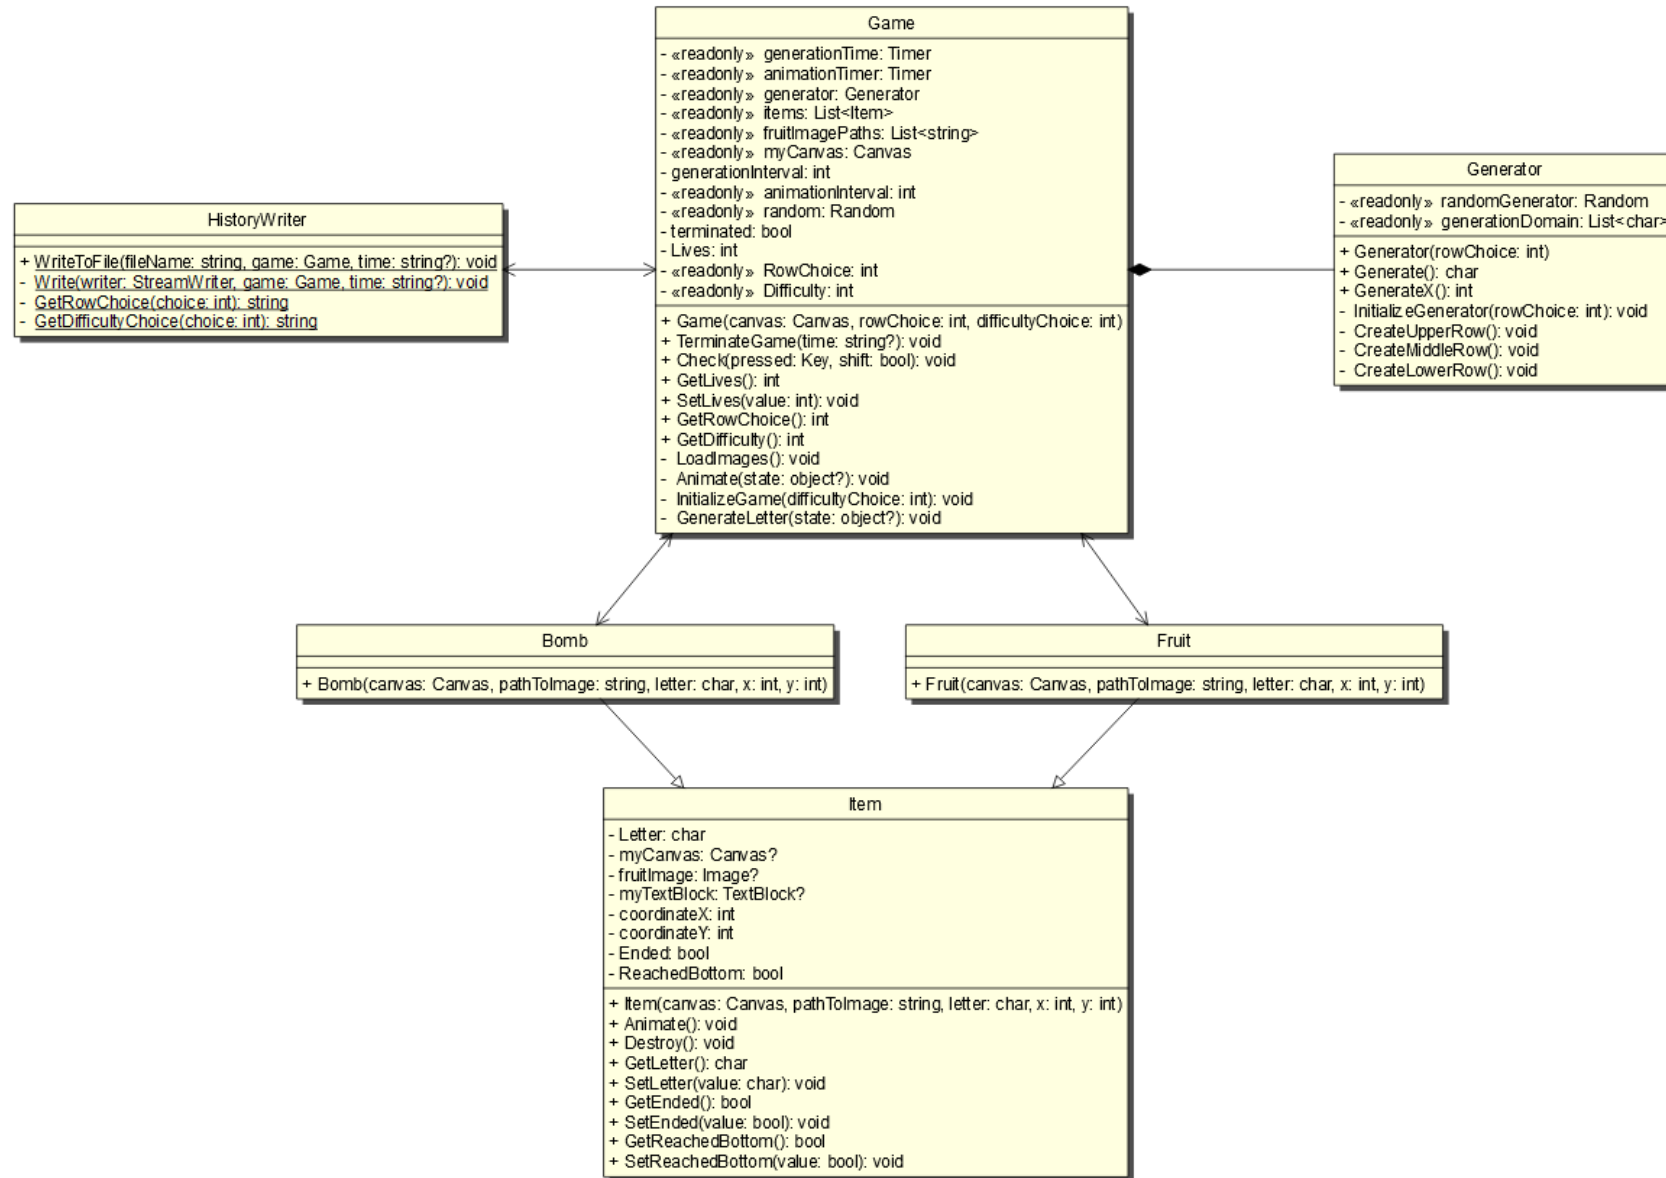 Game
- «readonly» generationTime: Timer
- «readonly» animationTimer: Timer
- «readonly» generator: Generator
- «readonly» items: List<Item>
- «readonly» fruitImagePaths: List<string>
- «readonly» myCanvas: Canvas
- generationInterval: int
- «readonly» animationInterval: int
- «readonly» random: Random
- terminated: bool
- Lives: int
- «readonly» RowChoice: int
- «readonly» Difficulty: int
+ Game(canvas: Canvas, rowChoice: int, difficultyChoice: int)
+ TerminateGame(time: string?): void
+ Check(pressed: Key, shift: bool): void
+ GetLives(): int
+ SetLives(value: int): void
+ GetRowChoice(): int
+ GetDifficulty(): int
- LoadImages(): void
- Animate(state: object?): void
- InitializeGame(difficultyChoice: int): void
- GenerateLetter(state: object?): void
HistoryWriter
+ WriteToFile(fileName: string, game: Game, time: string?): void
- Write(writer: StreamWriter, game: Game, time: string?): void
- GetRowChoice(choice: int): string
- GetDifficultyChoice(choice: int): string
Generator
- «readonly» randomGenerator: Random
- «readonly» generationDomain: List<char>
+ Generator(rowChoice: int)
+ Generate(): char
+ GenerateX(): int
- InitializeGenerator(rowChoice: int): void
- CreateUpperRow(): void
- CreateMiddleRow(): void
- CreateLowerRow(): void
Bomb
+ Bomb(canvas: Canvas, pathToImage: string, letter: char, x: int, y: int)
Fruit
+ Fruit(canvas: Canvas, pathToImage: string, letter: char, x: int, y: int)
Item
- Letter: char
- myCanvas: Canvas?
- fruitImage: Image?
- myTextBlock: TextBlock?
- coordinateX: int
- coordinateY: int
- Ended: bool
- ReachedBottom: bool
+ Item(canvas: Canvas, pathToImage: string, letter: char, x: int, y: int)
+ Animate(): void
+ Destroy(): void
+ GetLetter(): char
+ SetLetter(value: char): void
+ GetEnded(): bool
+ SetEnded(value: bool): void
+ GetReachedBottom(): bool
+ SetReachedBottom(value: bool): void